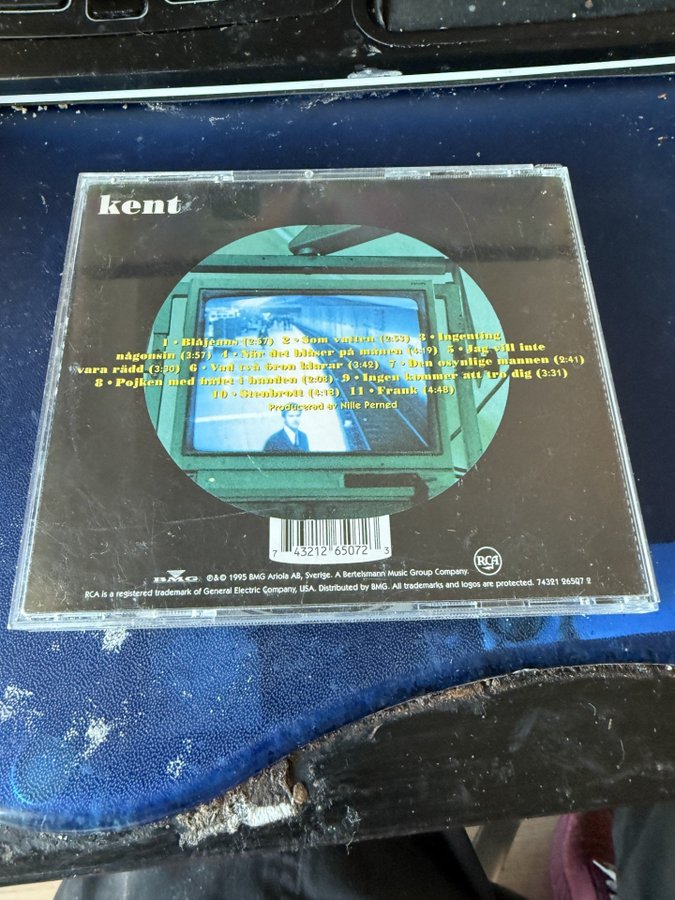 kent
1 • Blåjeans (2:57) 2 • Som vatten (2:53) 3 • Ingenting
någonsin (3:57) 4 • När det blåser på månen (4:19) 5 • Jag vill inte
vara rädd (3:30) 6 • Vad två öron klarar (3:42) 7 • Den osynlige mannen (2:41)
8 • Pojken med hålet i handen (2:02) 9 • Ingen kommer att tro dig (3:31)
10 • Stenbrott (4:18) 11 • Frank (4:48)
Producerad av Nille Perned
7 43212 65072 3
BMG ℗&© 1995 BMG Ariola AB, Sverige. A Bertelsmann Music Group Company. RCA
RCA is a registered trademark of General Electric Company, USA. Distributed by BMG. All trademarks and logos are protected. 74321 26507 2